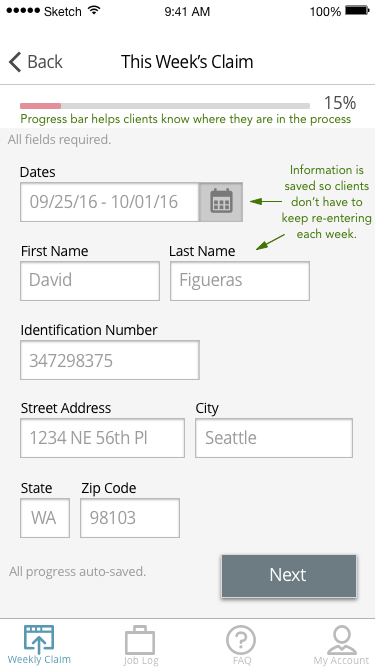 Sketch 9:41 AM 100%
Back This Week's Claim
15%
Progress bar helps clients know where they are in the process
All fields required.
Dates
09/25/16 - 10/01/16
Information is
saved so clients
don't have to
keep re-entering
each week.
First Name Last Name
David Figueras
Identification Number
347298375
Street Address City
1234 NE 56th Pl Seattle
State Zip Code
WA 98103
All progress auto-saved. Next
Weekly Claim Job Log FAQ My Account